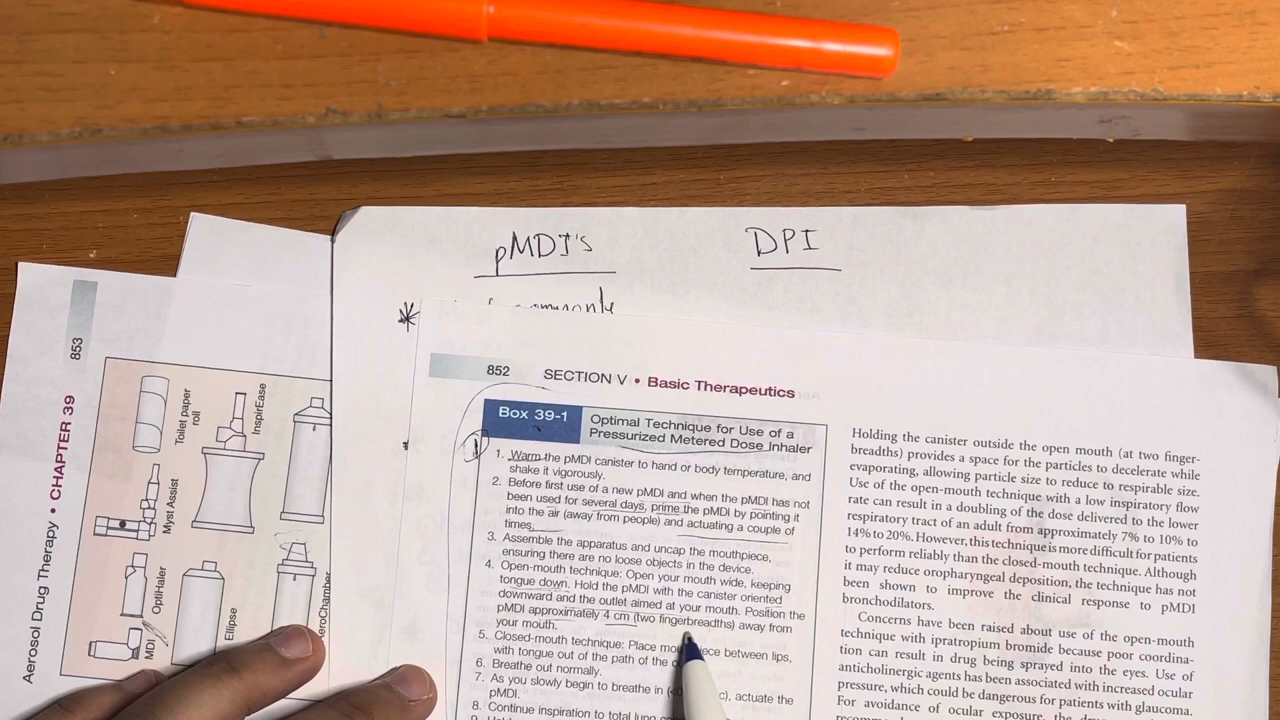 pMDI's
DPI
852
SECTION V • Basic Therapeutics
Box 39-1
Optimal Technique for Use of a
Pressurized Metered Dose Inhaler
1. Warm the pMDI canister to hand or body temperature, and
shake it vigorously.
2. Before first use of a new pMDI and when the pMDI has not
been used for several days, prime the pMDI by pointing it
into the air (away from people) and actuating a couple of
times.
3. Assemble the apparatus and uncap the mouthpiece,
ensuring there are no loose objects in the device.
4. Open-mouth technique: Open your mouth wide, keeping
tongue down. Hold the pMDI with the canister oriented
downward and the outlet aimed at your mouth. Position the
pMDI approximately 4 cm (two fingerbreadths) away from
your mouth.
5. Closed-mouth technique: Place between lips,
with tongue out of the path of the
6. Breathe out normally.
7. As you slowly begin to breathe in actuate the
pMDI.
8. Continue inspiration to total lung
Holding the canister outside the open mouth (at two finger-
breadths) provides a space for the particles to decelerate while
evaporating, allowing particle size to reduce to respirable size.
Use of the open-mouth technique with a low inspiratory flow
rate can result in a doubling of the dose delivered to the lower
respiratory tract of an adult from approximately 7% to 10% to
14% to 20%. However, this technique is more difficult for patients
to perform reliably than the closed-mouth technique. Although
it may reduce oropharyngeal deposition, the technique has not
been shown to improve the clinical response to pMDI
bronchodilators.
Concerns have been raised about use of the open-mouth
technique with ipratropium bromide because poor coordina-
tion can result in drug being sprayed into the eyes. Use of
anticholinergic agents has been associated with increased ocular
pressure, which could be dangerous for patients with glaucoma.
For avoidance of ocular exposure, the
Aerosol Drug Therapy • CHAPTER 39
853
Toilet paper
roll
InspirEase
Myst Assist
OptiHaler
MDI
Ellipse